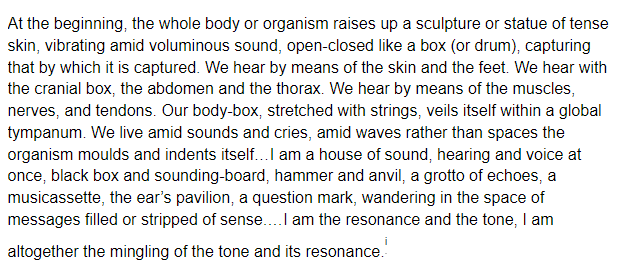 At the beginning, the whole body or organism raises up a sculpture or statue of tense
skin, vibrating amid voluminous sound, open-closed like a box (or drum), capturing
that by which it is captured. We hear by means of the skin and the feet. We hear with
the cranial box, the abdomen and the thorax. We hear by means of the muscles,
nerves, and tendons. Our body-box, stretched with strings, veils itself within a global
tympanum. We live amid sounds and cries, amid waves rather than spaces the
organism moulds and indents itself…I am a house of sound, hearing and voice at
once, black box and sounding-board, hammer and anvil, a grotto of echoes, a
musicassette, the ear's pavilion, a question mark, wandering in the space of
messages filled or stripped of sense….I am the resonance and the tone, I am
altogether the mingling of the tone and its resonance.i